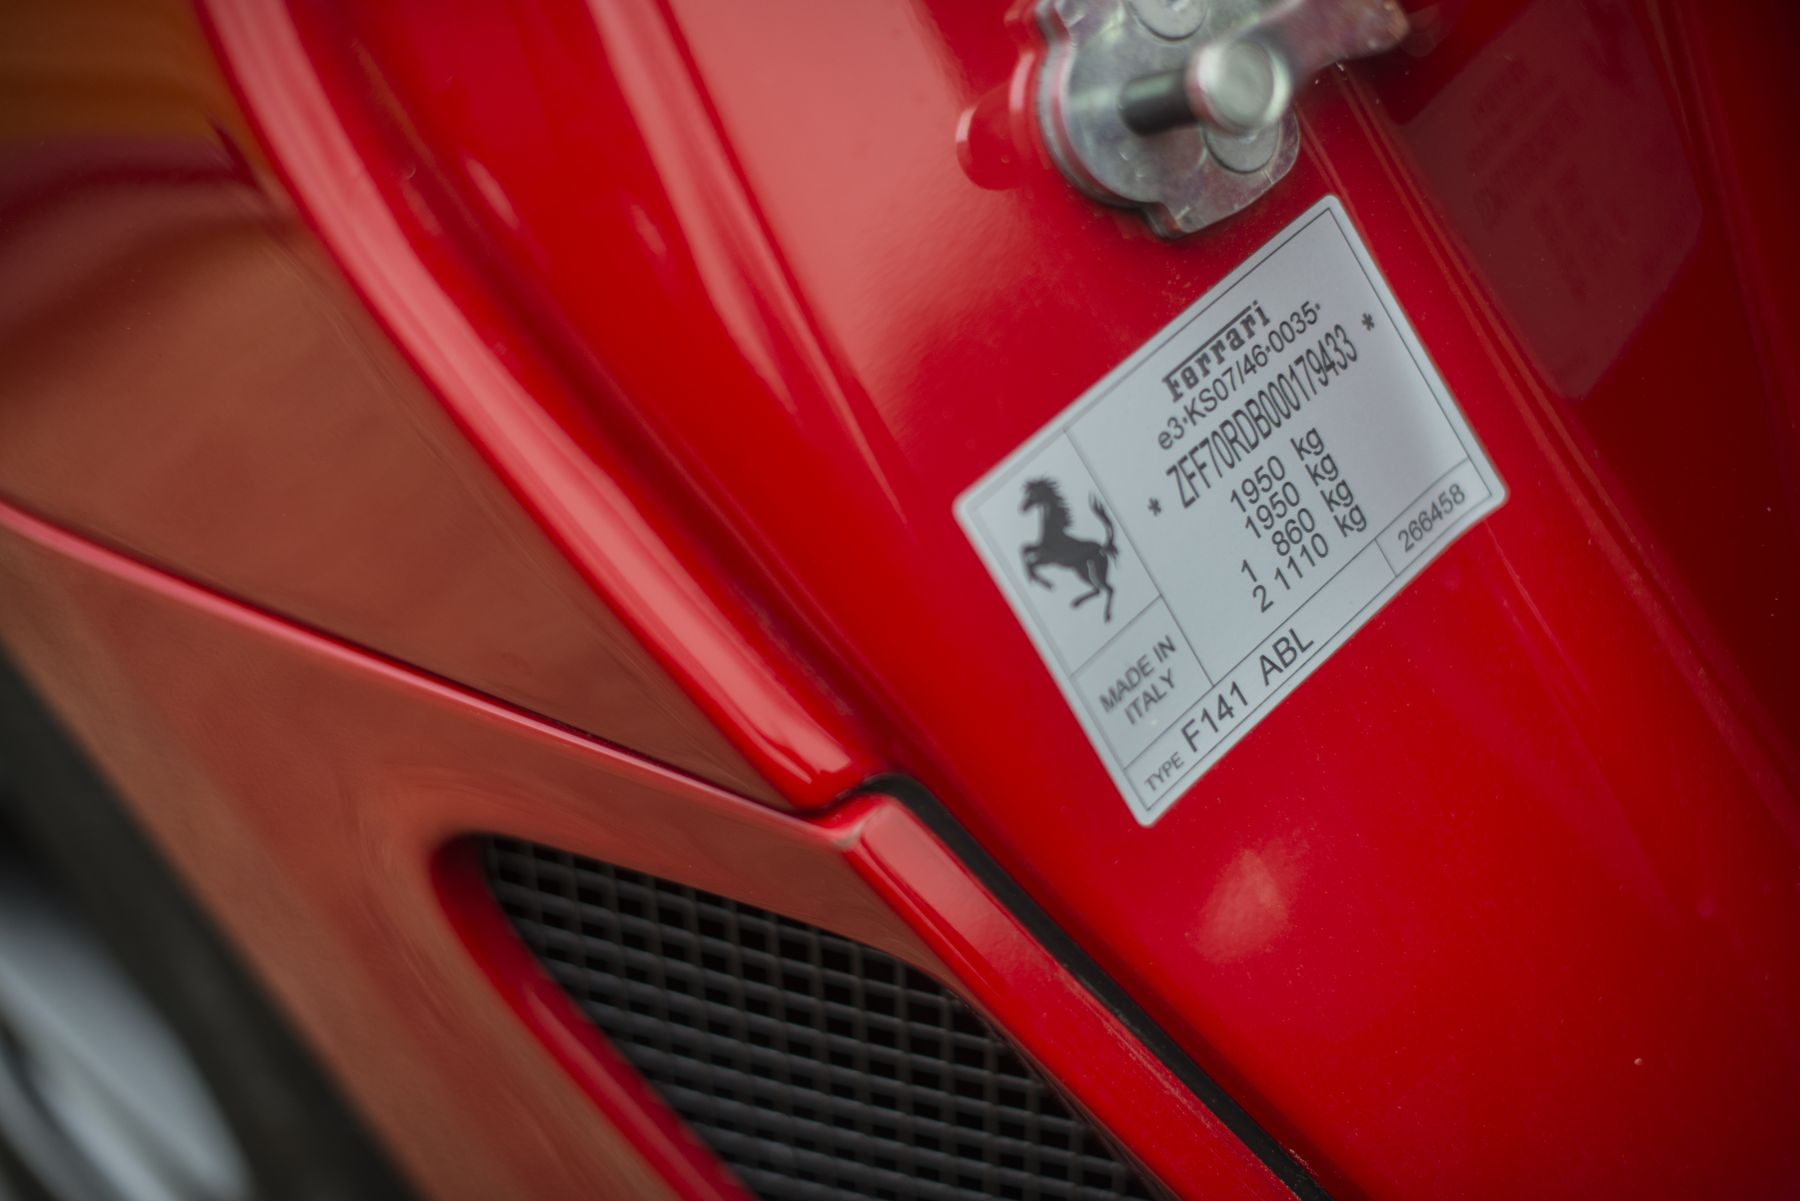 Ferrari
e3*KS07/46*0035*
* ZFF70RDB000179433 *
1950 kg
1950 kg
1 860 kg
2 1110 kg
266458
MADE IN
ITALY
TYPE F141 ABL